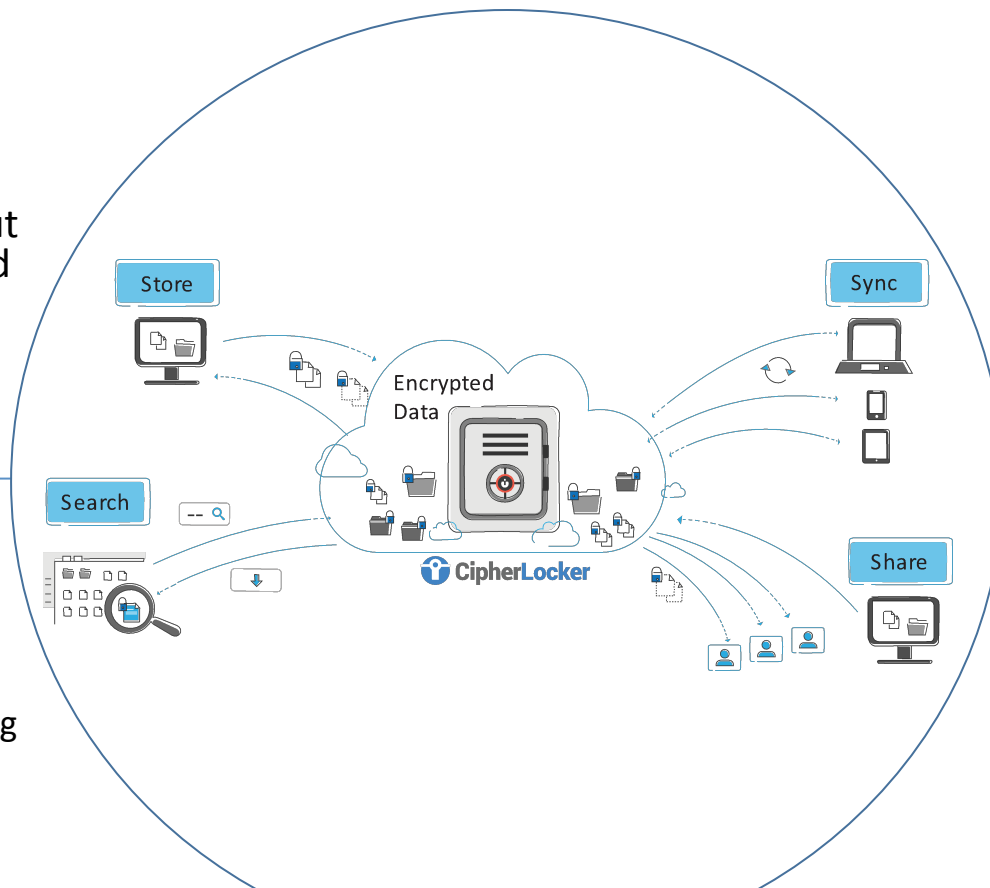 Store
Sync
Encrypted
Data
Search
--
CipherLocker
Share